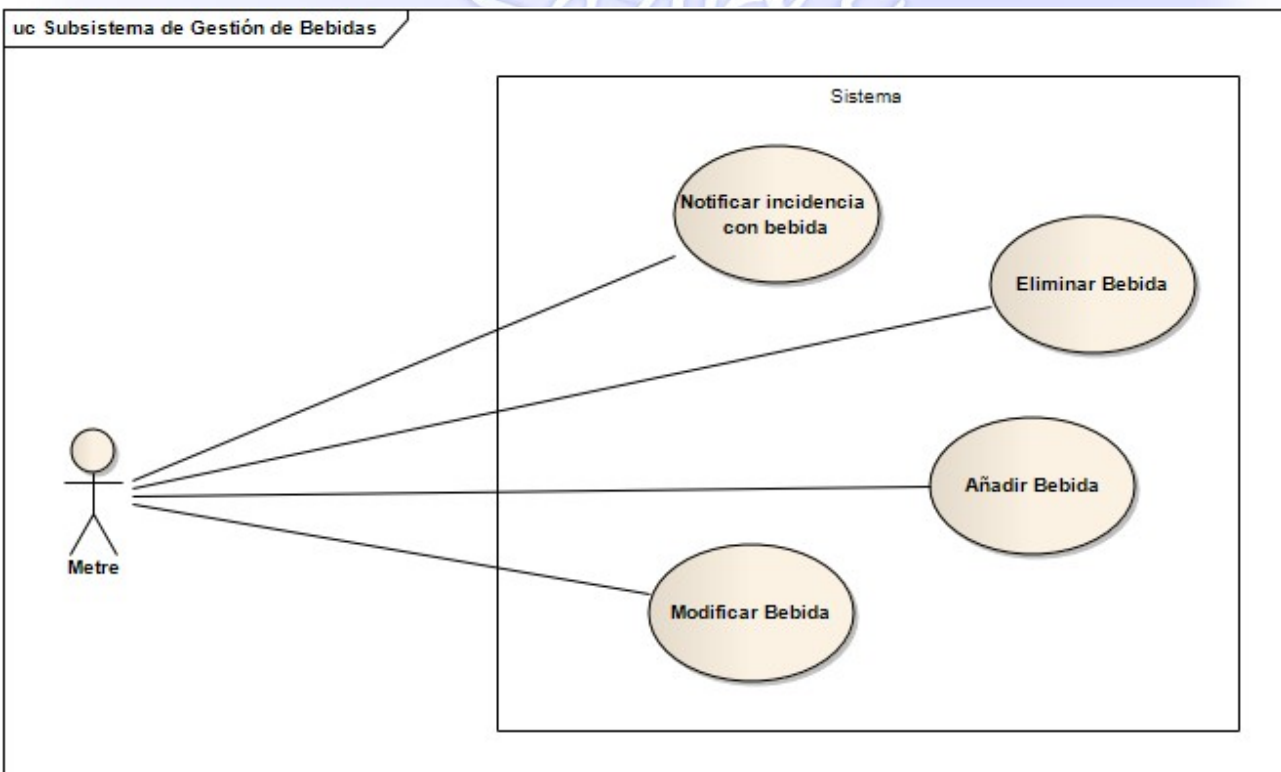 uc Subsistema de Gestión de Bebidas
Sistema
Notificar incidencia
con bebida
Eliminar Bebida
Añadir Bebida
Metre
Modificar Bebida